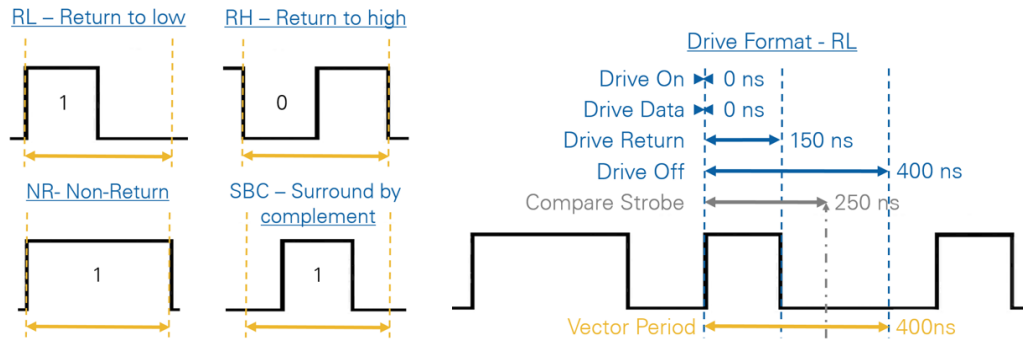 RL – Return to low
RH – Return to high
1
0
NR- Non-Return
SBC – Surround by
complement
1
1
Drive Format - RL
Drive On 0 ns
Drive Data 0 ns
Drive Return 150 ns
Drive Off 400 ns
Compare Strobe 250 ns
Vector Period 400ns